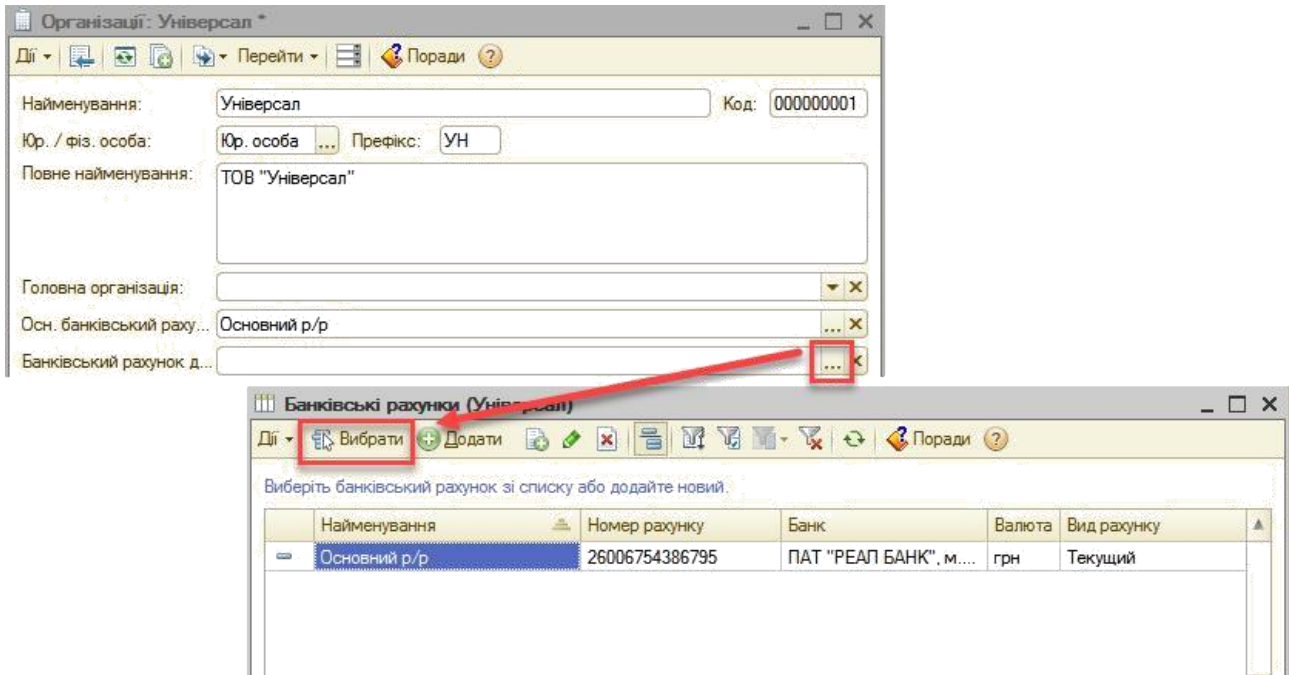 Організації: Універсал *
Дії Перейти Поради
Найменування: Універсал Код: 000000001
Юр. / фіз. особа: Юр. особа ... Префікс: УН
Повне найменування: ТОВ "Універсал"
Головна організація:
Осн. банківський раху... Основний р/р ...
Банківський рахунок д... ...
Банківські рахунки (Універсал)
Дії Вибрати Додати Поради
Виберіть банківський рахунок зі списку або додайте новий.
Найменування Номер рахунку Банк Валюта Вид рахунку
Основний р/р 26006754386795 ПАТ "РЕАЛ БАНК", м.... грн Текущий